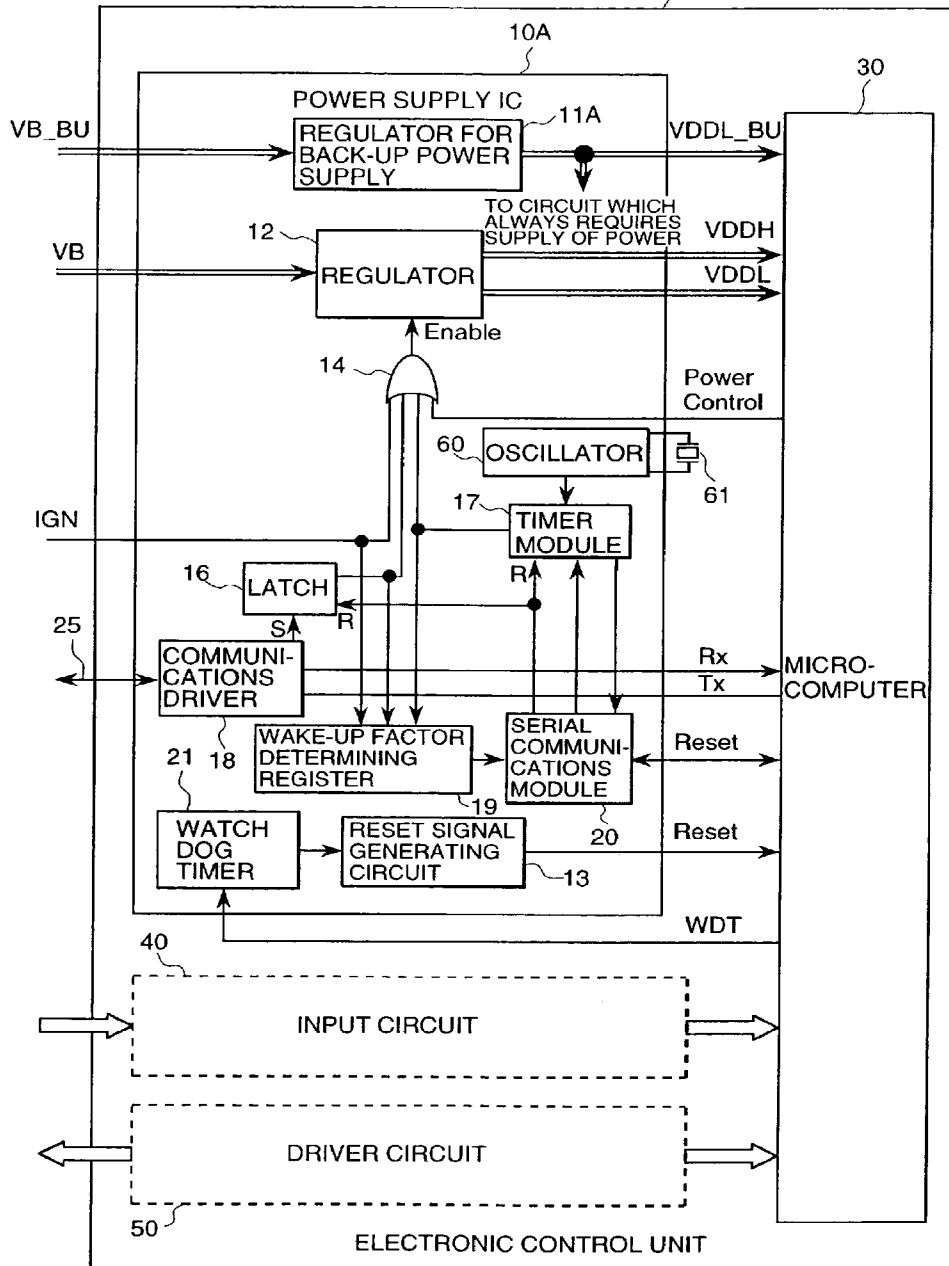 10A
30
POWER SUPPLY IC
11A
VB_BU
REGULATOR FOR
BACK-UP POWER
SUPPLY
VDDL_BU
TO CIRCUIT WHICH
ALWAYS REQUIRES
SUPPLY OF POWER
12
VB
REGULATOR
VDDH
VDDL
Enable
14
Power
Control
60
OSCILLATOR
61
17
IGN
TIMER
MODULE
16
LATCH
R
R
S
25
COMMUNI-
CATIONS
DRIVER
18
Rx
Tx
MICRO-
COMPUTER
WAKE-UP FACTOR
DETERMINING
REGISTER
19
SERIAL
COMMUNI-
CATIONS
MODULE
20
Reset
21
WATCH
DOG
TIMER
RESET SIGNAL
GENERATING
CIRCUIT
13
Reset
WDT
40
INPUT CIRCUIT
DRIVER CIRCUIT
50
ELECTRONIC CONTROL UNIT